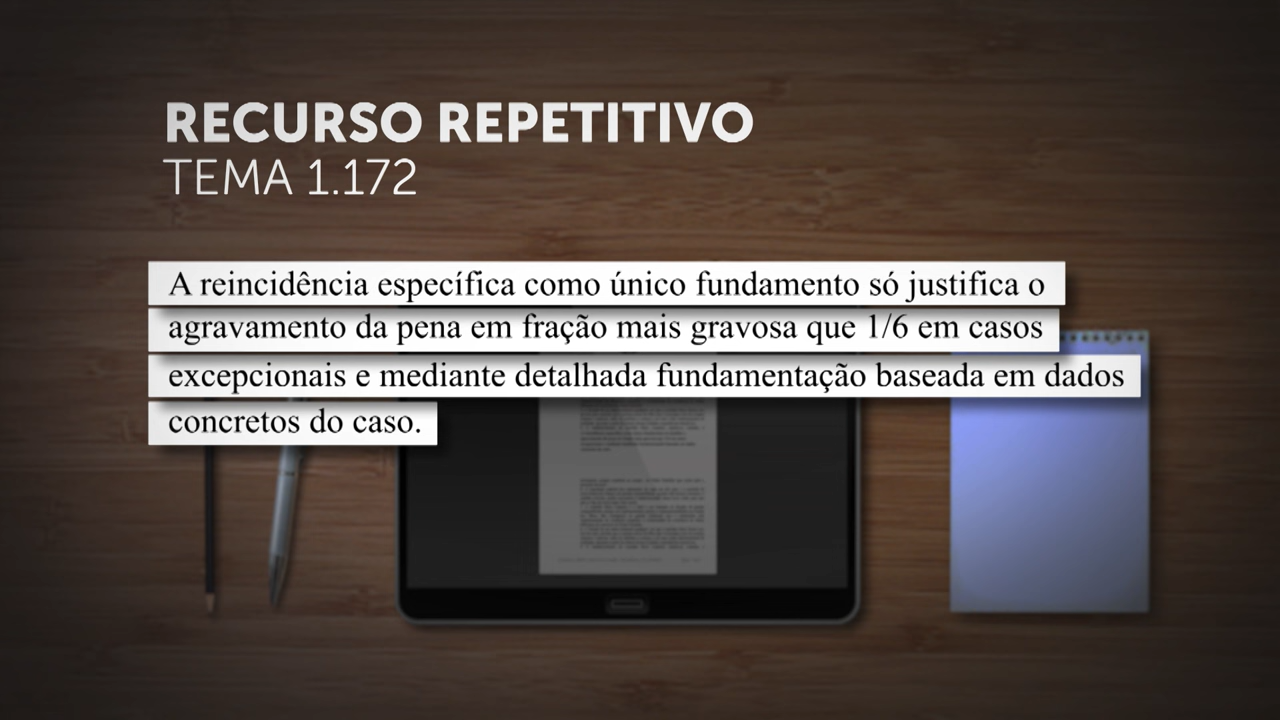 RECURSO REPETITIVO
TEMA 1.172
A reincidência específica como único fundamento só justifica o
agravamento da pena em fração mais gravosa que 1/6 em casos
excepcionais e mediante detalhada fundamentação baseada em dados
concretos do caso.